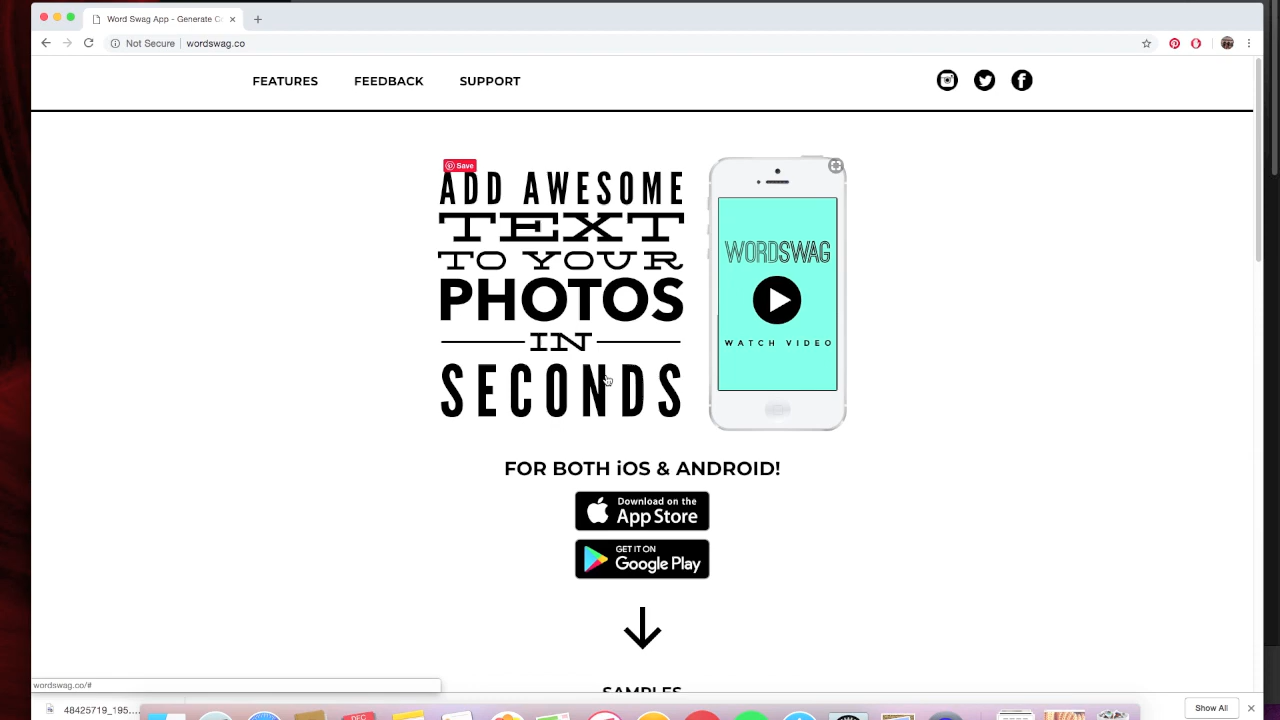 Word Swag App - Generate C
Not Secure
wordswag.co
FEATURES
FEEDBACK
SUPPORT
Save
ADD AWESOME
TEXT
TO YOUR
PHOTOS
IN
SECONDS
WORDSWAG
WATCH VIDEO
FOR BOTH iOS & ANDROID!
Download on the
App Store
GET IT ON
Google Play
SAMPLES
wordswag.co/#
48425719_195....
Show All
DEC